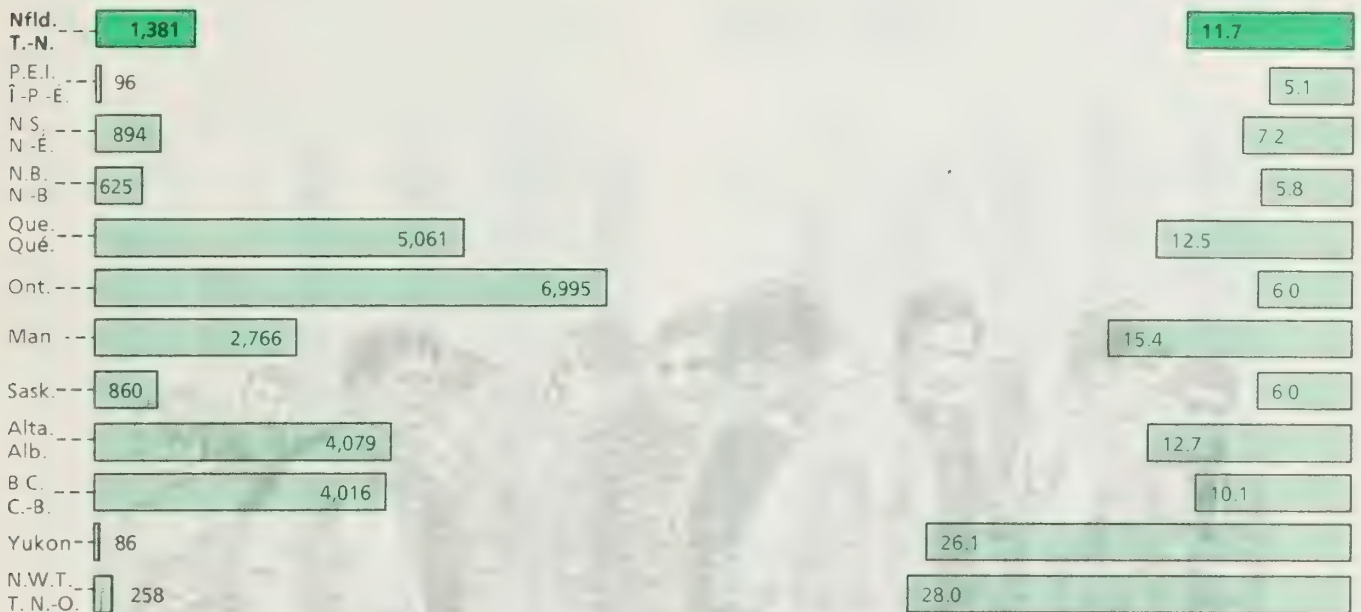 Nfld.
T.-N.
1,381
11.7
P.E.I.
Î -P -É.
96
5.1
N S.
N -É.
894
7 2
N.B.
N -B
625
5.8
Que.
Qué.
5,061
12.5
Ont.
6,995
6 0
Man
2,766
15.4
Sask.
860
6 0
Alta.
Alb.
4,079
12.7
B C.
C.-B.
4,016
10.1
Yukon
86
26.1
N.W.T.
T. N.-O.
258
28.0